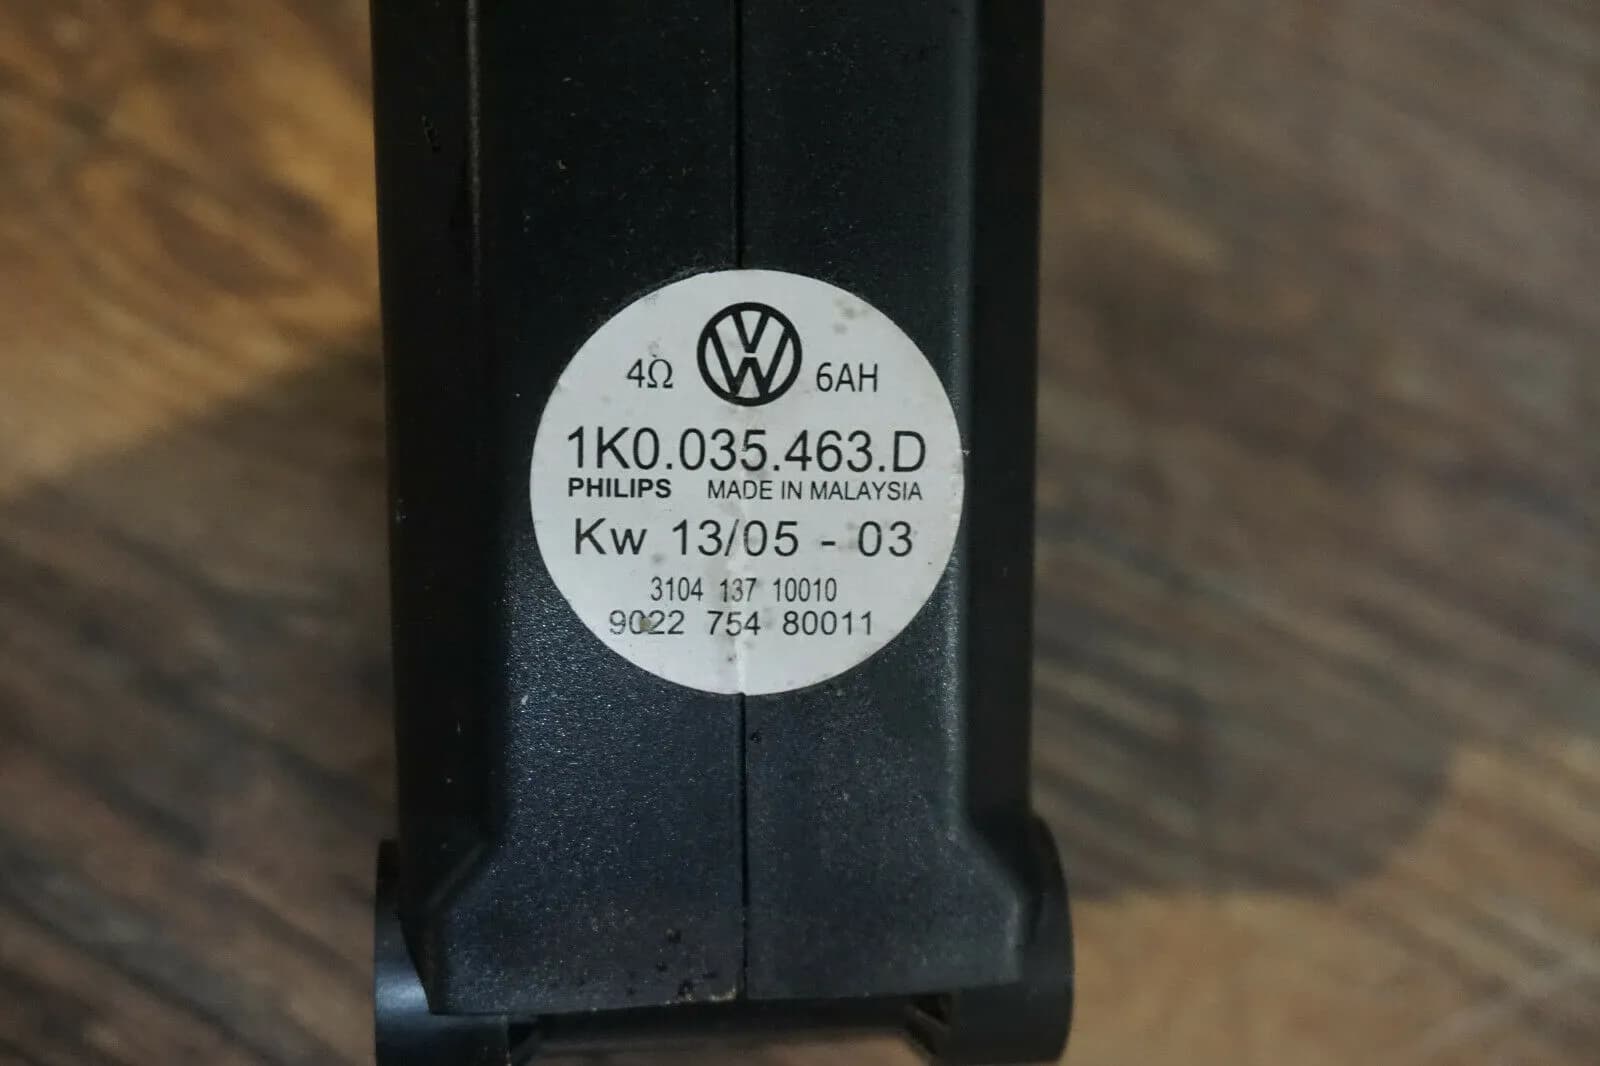 4Ω VW 6AH
1K0.035.463.D
PHILIPS MADE IN MALAYSIA
Kw 13/05 - 03
3104 137 10010
9022 754 80011